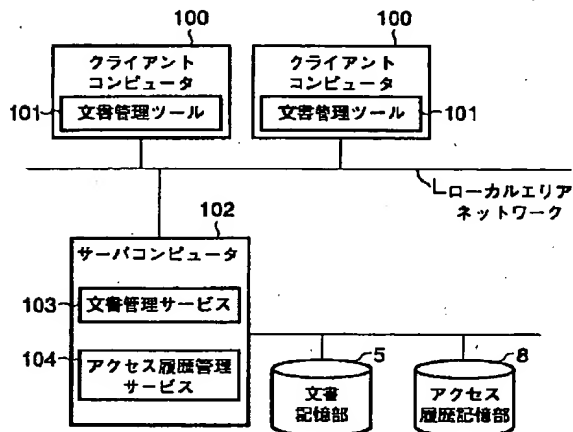 100
100
クライアント
コンピュータ
クライアント
コンピュータ
101
文書管理ツール
文書管理ツール
101
ローカルエリア
ネットワーク
102
サーバコンピュータ
103
文書管理サービス
104
アクセス履歴管理
サービス
5
文書
記憶部
8
アクセス
履歴記憶部